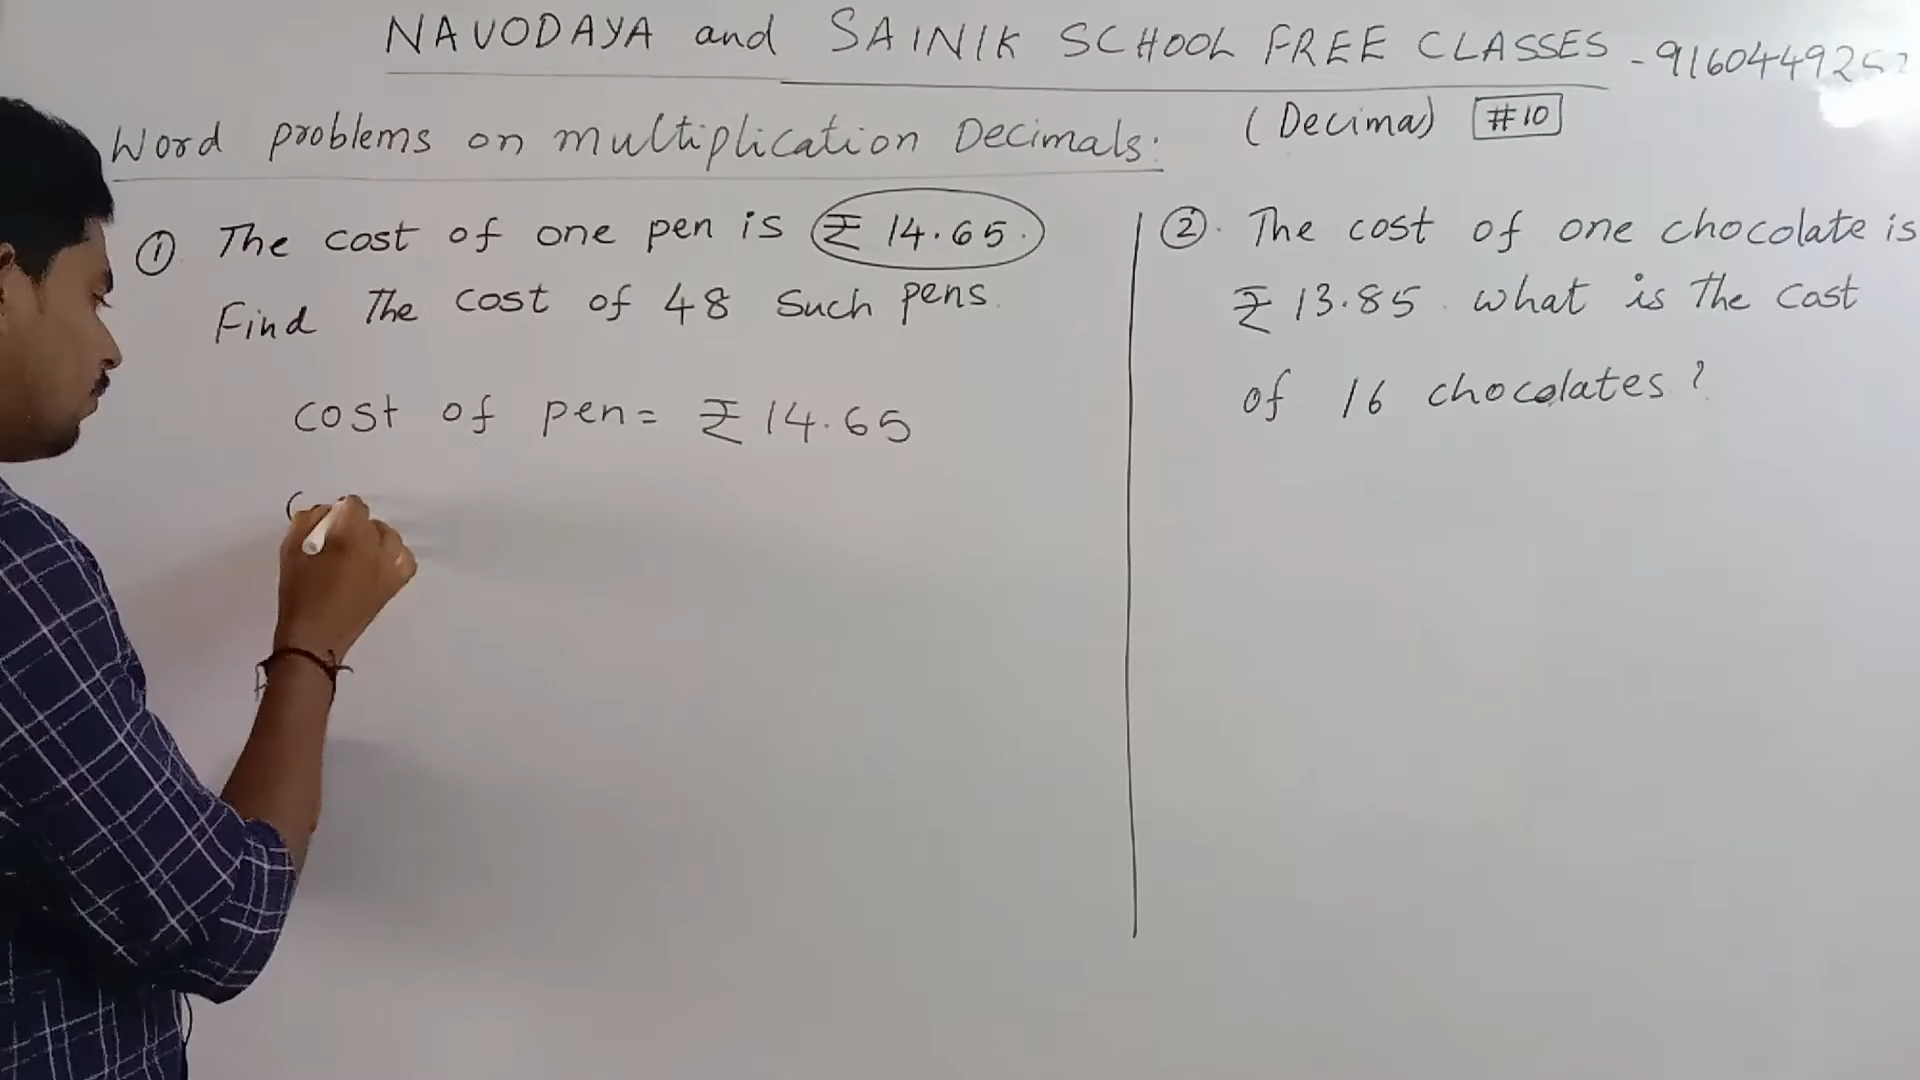 NAVODAYA and SAINIK SCHOOL FREE CLASSES
(Decimal) #10
Word problems on multiplication Decimals:
① The cost of one pen is ₹ 14.65.
Find The cost of 48 Such pens.
cost of pen = ₹ 14.65
②. The cost of one chocolate is
₹ 13.85. what is The cost
of 16 chocolates?